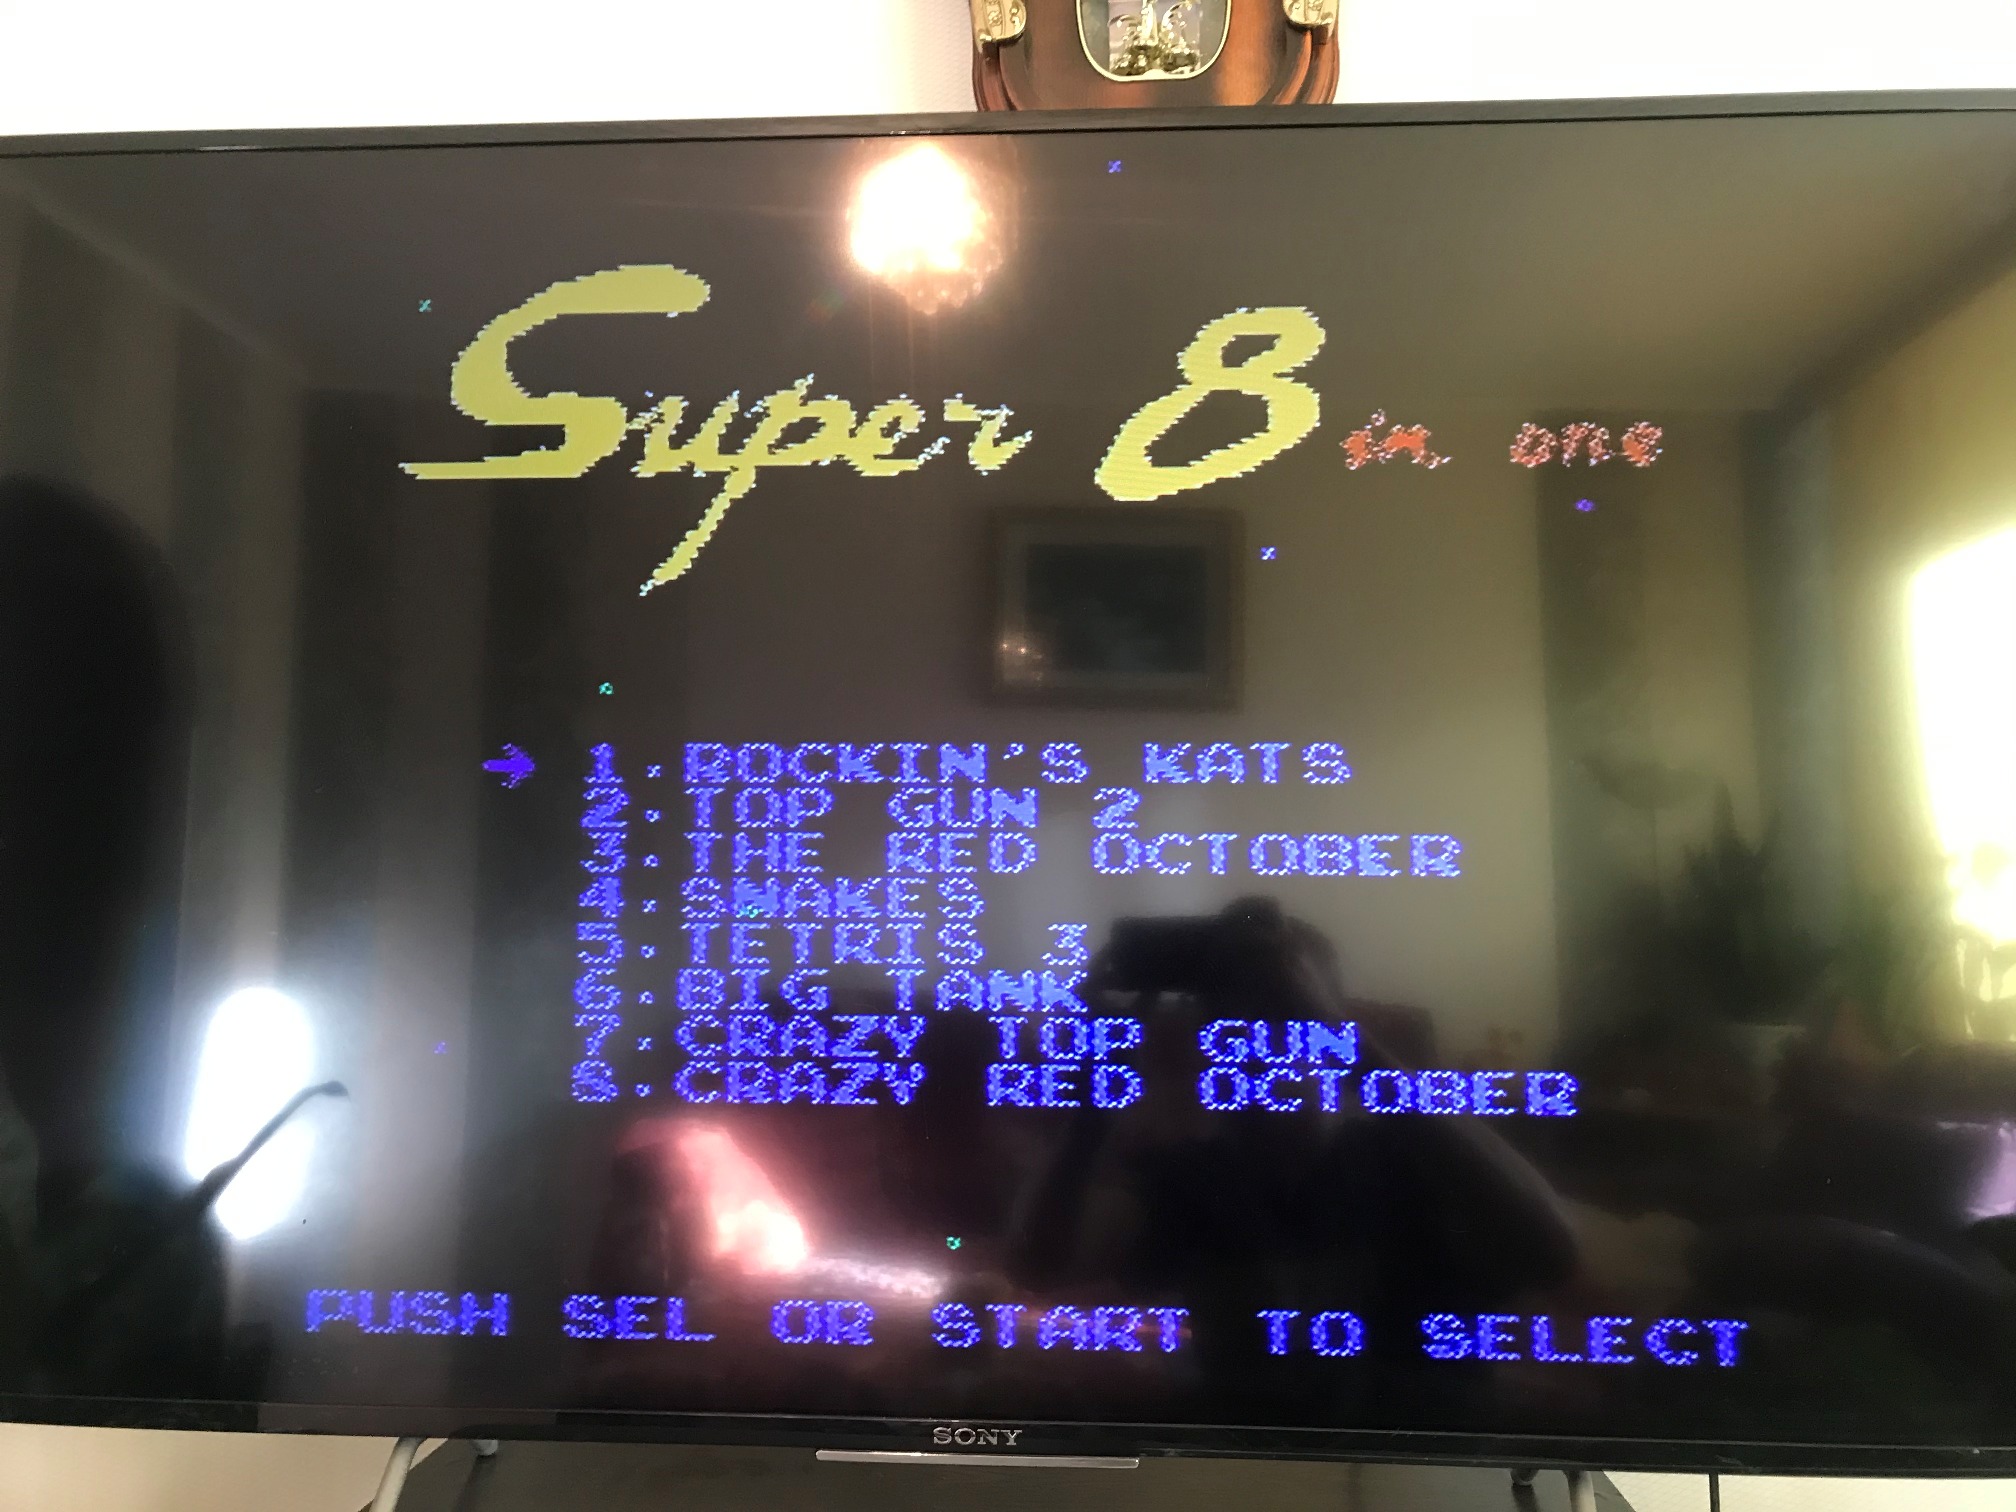 Super 8 in one
1. ROCKIN'S KATS
2. TOP GUN 2
3. THE RED OCTOBER
4. SNAKES
5. TETRIS 3
6. BIG TANK
7. CRAZY TOP GUN
8. CRAZY RED OCTOBER
PUSH SEL OR START TO SELECT
SONY